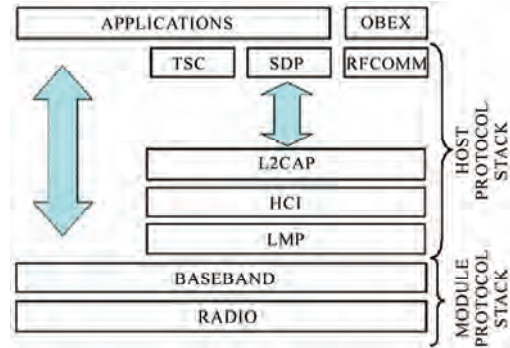 APPLICATIONS
OBEX
TSC
SDP
RFCOMM
L2CAP
HCI
LMP
BASEBAND
RADIO
HOST
PROTOCOL
STACK
MODULE
PROTOCOL
STACK